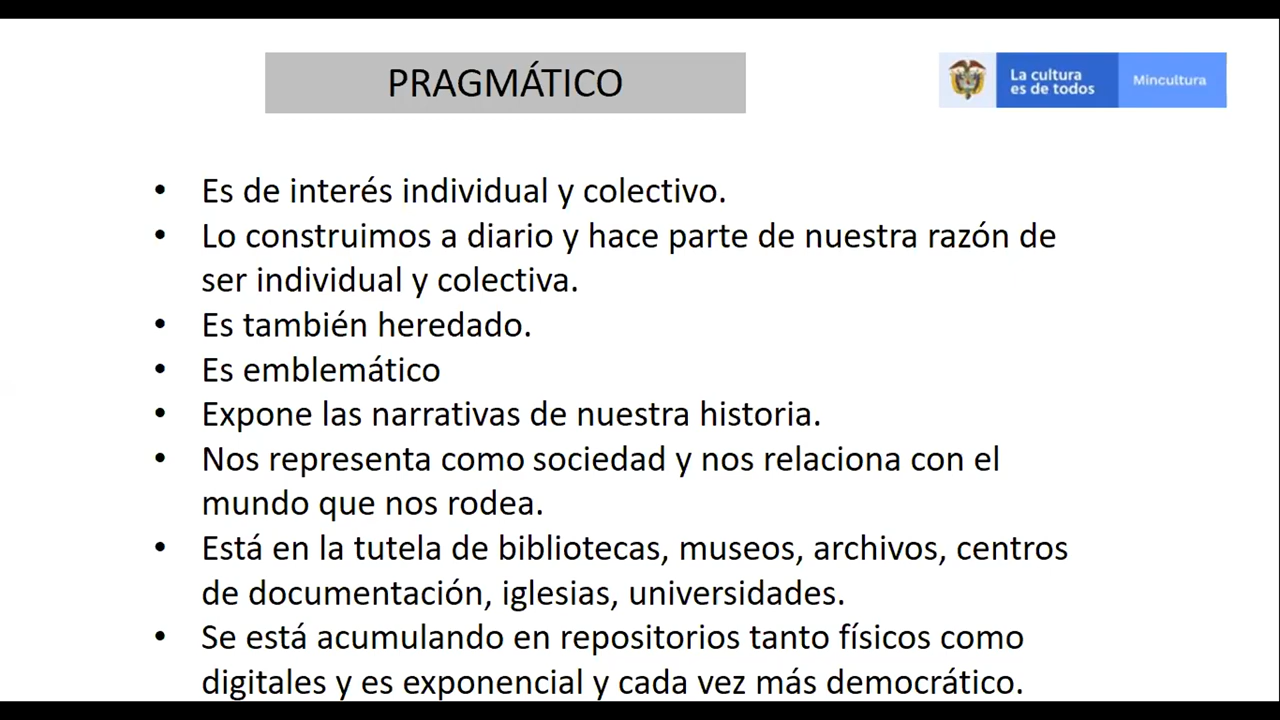 PRAGMÁTICO
La cultura
es de todos
Mincultura
• Es de interés individual y colectivo.
• Lo construimos a diario y hace parte de nuestra razón de
ser individual y colectiva.
• Es también heredado.
• Es emblemático
• Expone las narrativas de nuestra historia.
• Nos representa como sociedad y nos relaciona con el
mundo que nos rodea.
• Está en la tutela de bibliotecas, museos, archivos, centros
de documentación, iglesias, universidades.
• Se está acumulando en repositorios tanto físicos como
digitales y es exponencial y cada vez más democrático.